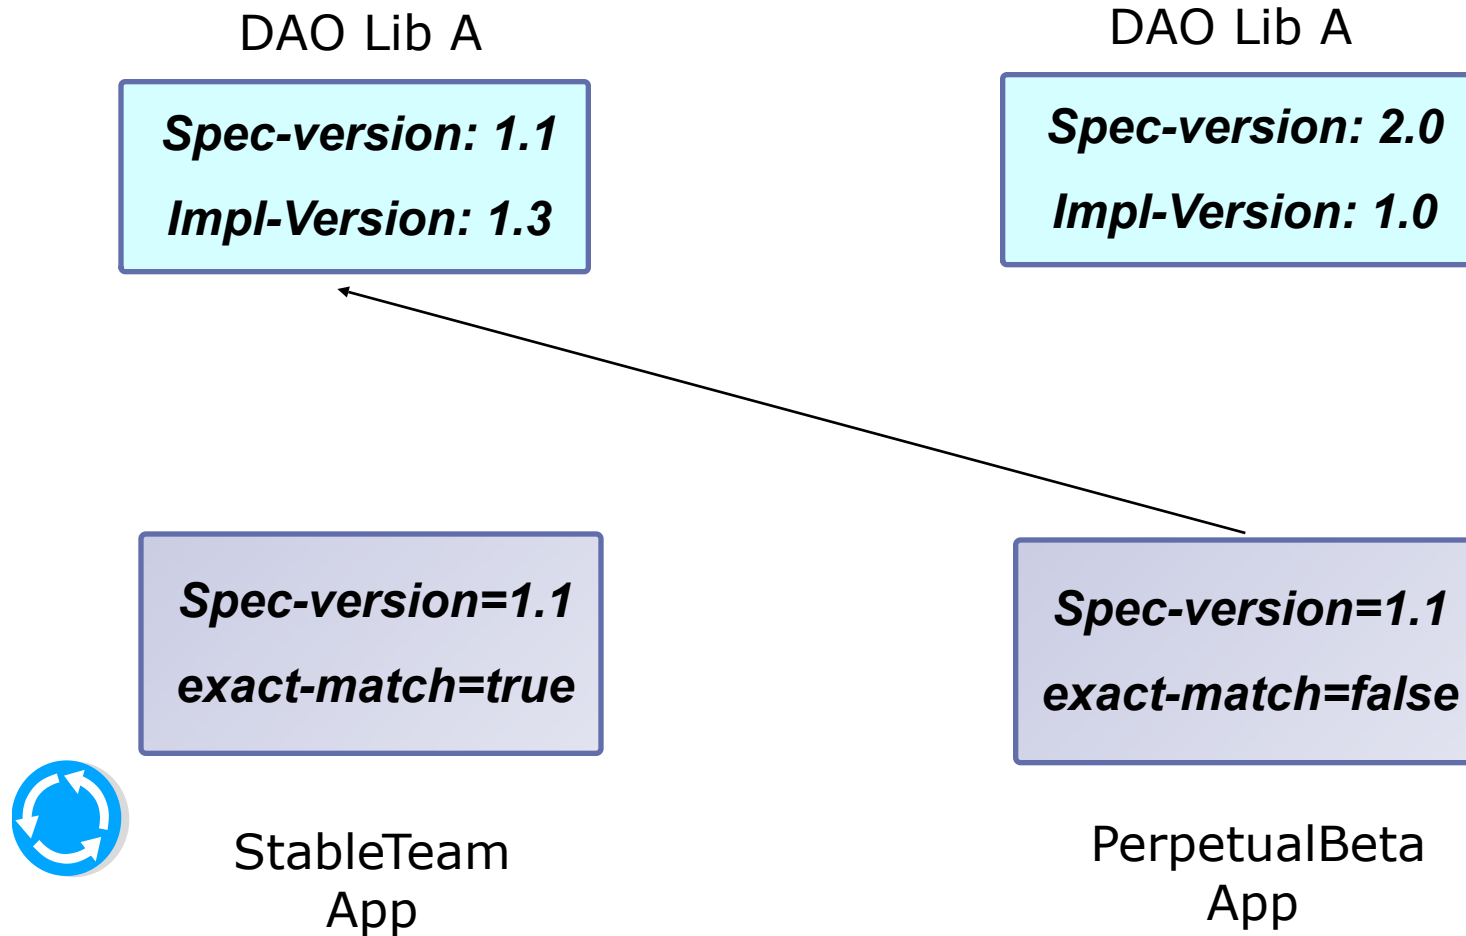 DAO Lib A
Spec-version: 1.1
Impl-Version: 1.3
DAO Lib A
Spec-version: 2.0
Impl-Version: 1.0
Spec-version=1.1
exact-match=true
StableTeam
App
Spec-version=1.1
exact-match=false
PerpetualBeta
App